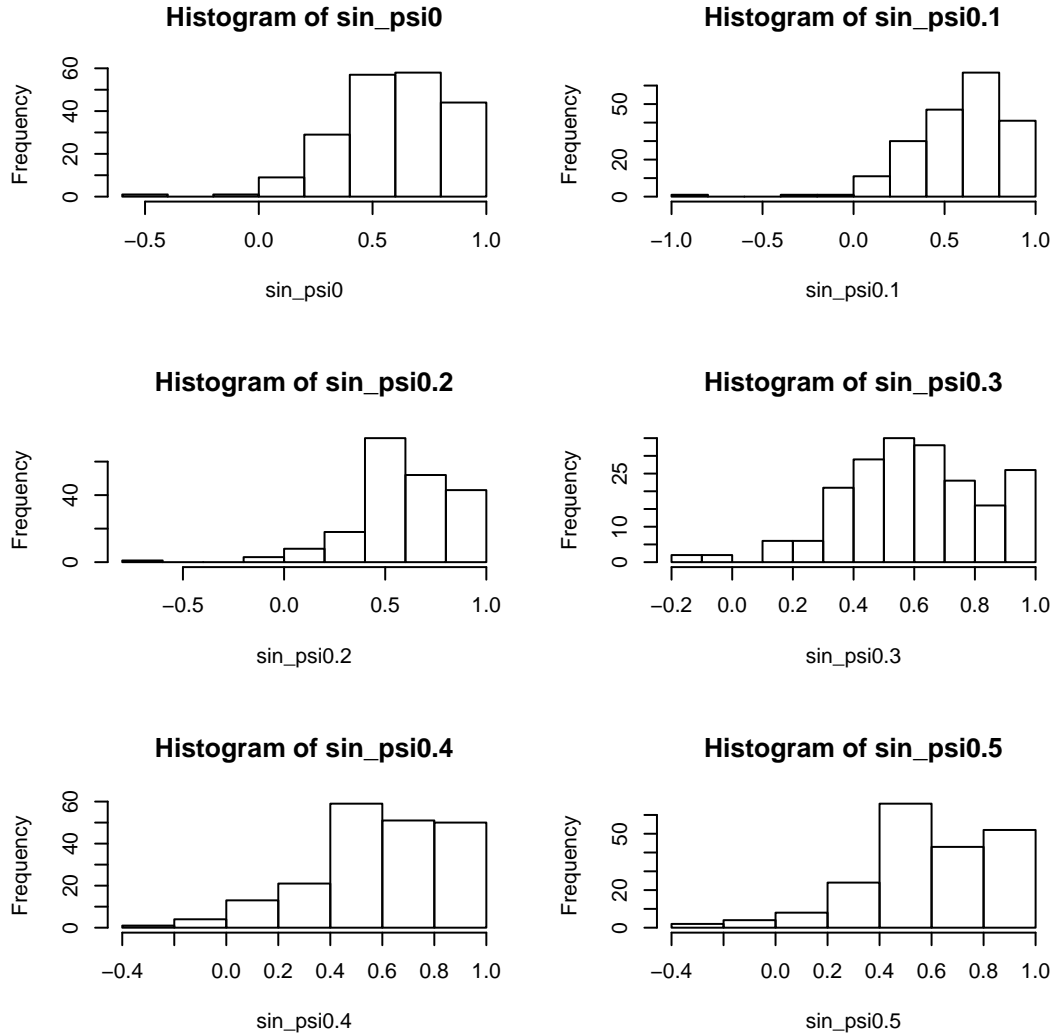 Histogram of sin_psi0
Frequency
0 20 40 60
−0.5 0.0 0.5 1.0
sin_psi0
Histogram of sin_psi0.1
Frequency
0 20 50
−1.0 −0.5 0.0 0.5 1.0
sin_psi0.1
Histogram of sin_psi0.2
Frequency
0 40
−0.5 0.0 0.5 1.0
sin_psi0.2
Histogram of sin_psi0.3
Frequency
0 10 25
−0.2 0.0 0.2 0.4 0.6 0.8 1.0
sin_psi0.3
Histogram of sin_psi0.4
Frequency
0 20 40 60
−0.4 0.0 0.2 0.4 0.6 0.8 1.0
sin_psi0.4
Histogram of sin_psi0.5
Frequency
0 20 50
−0.4 0.0 0.2 0.4 0.6 0.8 1.0
sin_psi0.5